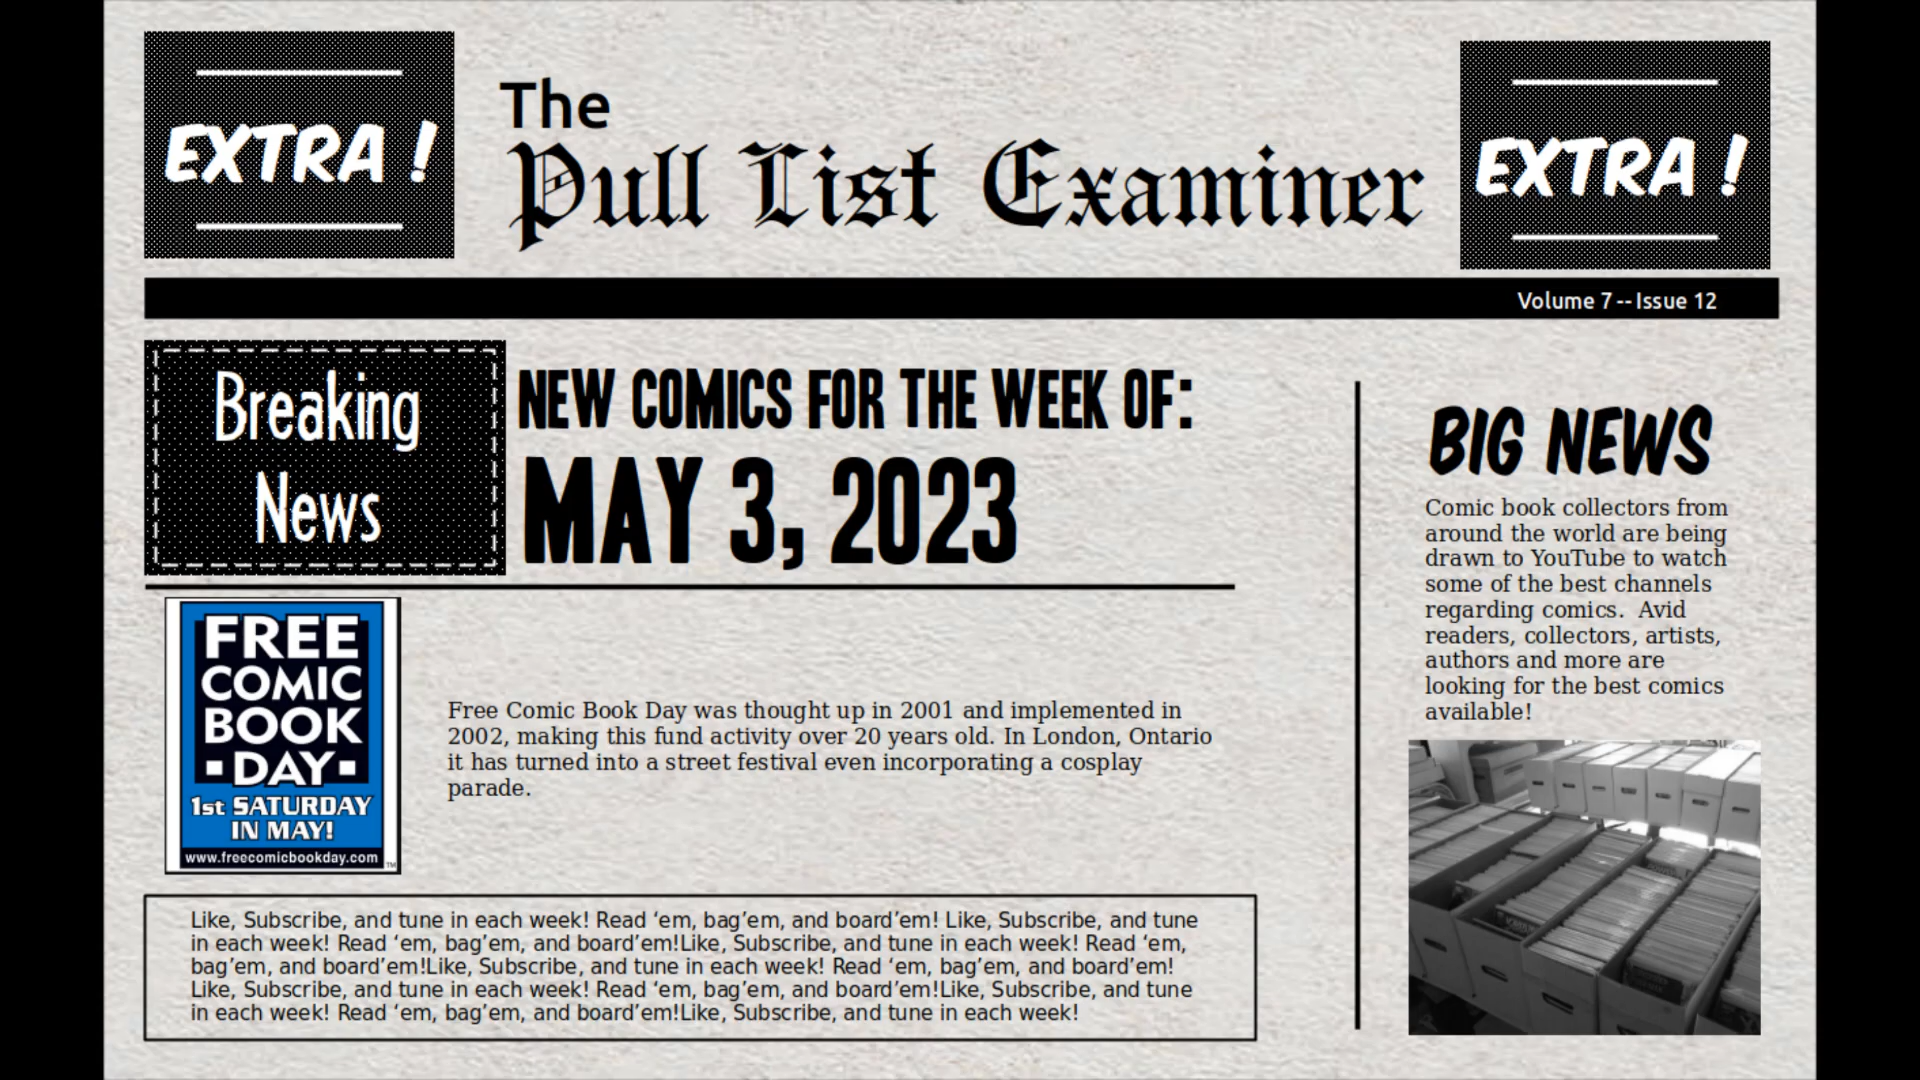 EXTRA !
The
Pull List Examiner
EXTRA !
Volume 7 -- Issue 12
Breaking
News
NEW COMICS FOR THE WEEK OF:
MAY 3, 2023
FREE
COMIC
BOOK
DAY
1st SATURDAY
IN MAY!
www.freecomicbookday.com
TM
Free Comic Book Day was thought up in 2001 and implemented in
2002, making this fund activity over 20 years old. In London, Ontario
it has turned into a street festival even incorporating a cosplay
parade.
Like, Subscribe, and tune in each week! Read ‘em, bag’em, and board’em! Like, Subscribe, and tune
in each week! Read ‘em, bag’em, and board’em!Like, Subscribe, and tune in each week! Read ‘em,
bag’em, and board’em!Like, Subscribe, and tune in each week! Read ‘em, bag’em, and board’em!
Like, Subscribe, and tune in each week! Read ‘em, bag’em, and board’em!Like, Subscribe, and tune
in each week! Read ‘em, bag’em, and board’em!Like, Subscribe, and tune in each week!
BIG NEWS
Comic book collectors from
around the world are being
drawn to YouTube to watch
some of the best channels
regarding comics.  Avid
readers, collectors, artists,
authors and more are
looking for the best comics
available!